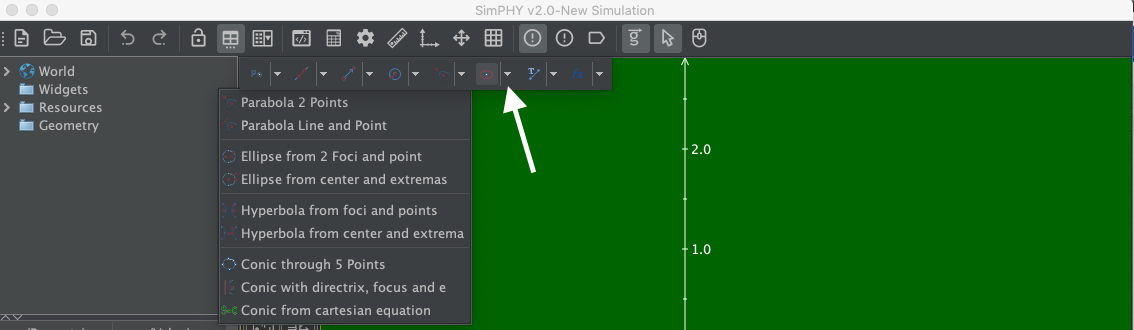 SimPHY v2.0-New Simulation
World
Widgets
Resources
Geometry
Parabola 2 Points
Parabola Line and Point
Ellipse from 2 Foci and point
Ellipse from center and extremas
Hyperbola from foci and points
Hyperbola from center and extrema
Conic through 5 Points
Conic with directrix, focus and e
Conic from cartesian equation
2.0
1.0